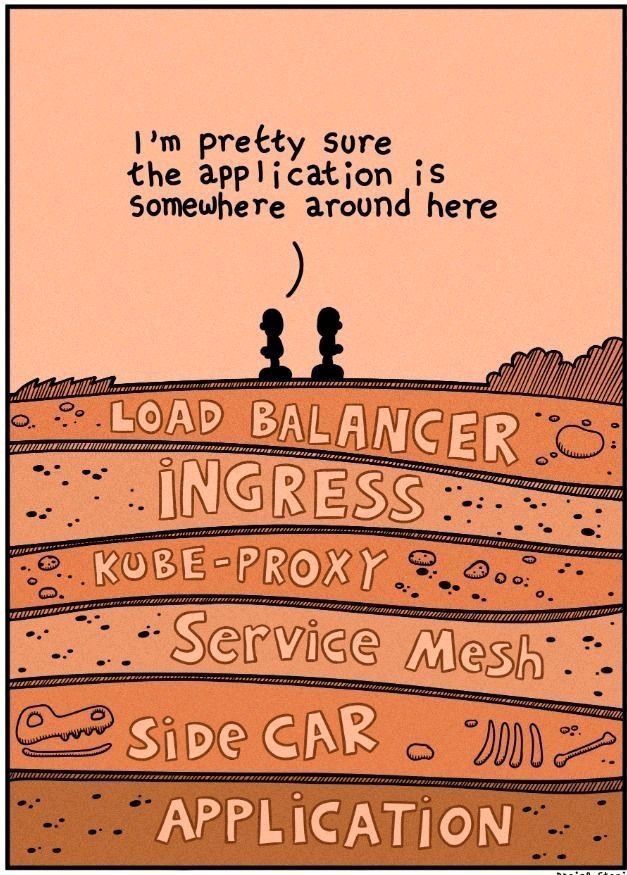 I'm pretty sure
the application is
somewhere around here
LOAD BALANCER
iNGRESS
KUBE-PROXY
Service Mesh
SiDe CAR
APPLiCATiON